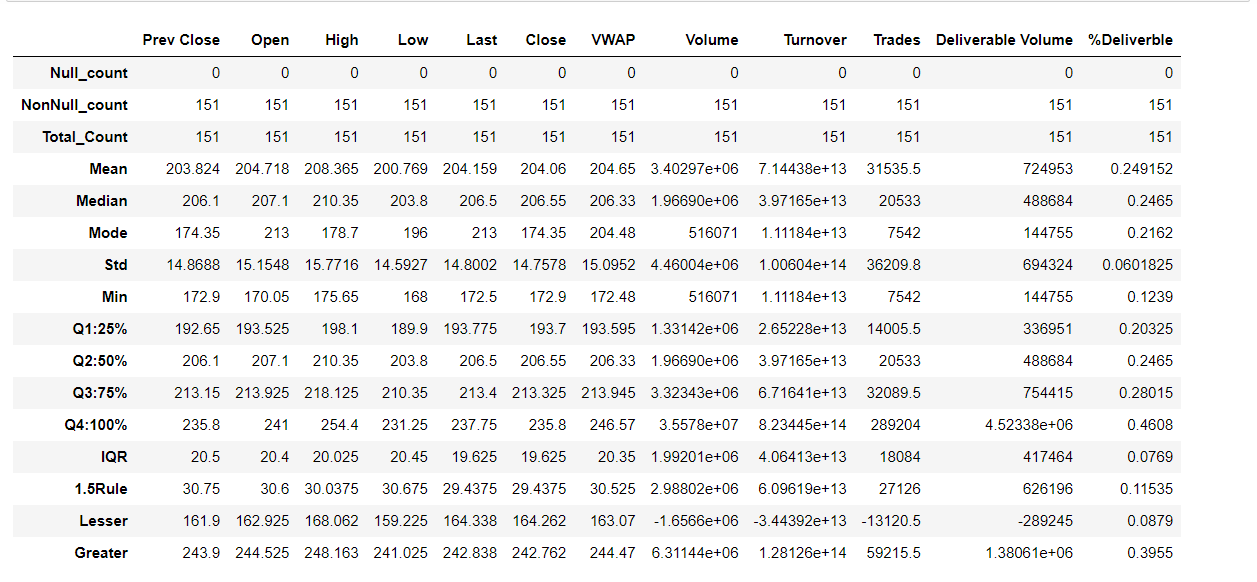 Prev Close Open High Low Last Close VWAP Volume Turnover Trades Deliverable Volume %Deliverble
Null_count 0 0 0 0 0 0 0 0 0 0 0 0
NonNull_count 151 151 151 151 151 151 151 151 151 151 151 151
Total_Count 151 151 151 151 151 151 151 151 151 151 151 151
Mean 203.824 204.718 208.365 200.769 204.159 204.06 204.65 3.40297e+06 7.14438e+13 31535.5 724953 0.249152
Median 206.1 207.1 210.35 203.8 206.5 206.55 206.33 1.96690e+06 3.97165e+13 20533 488684 0.2465
Mode 174.35 213 178.7 196 213 174.35 204.48 516071 1.11184e+13 7542 144755 0.2162
Std 14.8688 15.1548 15.7716 14.5927 14.8002 14.7578 15.0952 4.46004e+06 1.00604e+14 36209.8 694324 0.0601825
Min 172.9 170.05 175.65 168 172.5 172.9 172.48 516071 1.11184e+13 7542 144755 0.1239
Q1:25% 192.65 193.525 198.1 189.9 193.775 193.7 193.595 1.33142e+06 2.65228e+13 14005.5 336951 0.20325
Q2:50% 206.1 207.1 210.35 203.8 206.5 206.55 206.33 1.96690e+06 3.97165e+13 20533 488684 0.2465
Q3:75% 213.15 213.925 218.125 210.35 213.4 213.325 213.945 3.32343e+06 6.71641e+13 32089.5 754415 0.28015
Q4:100% 235.8 241 254.4 231.25 237.75 235.8 246.57 3.5578e+07 8.23445e+14 289204 4.52338e+06 0.4608
IQR 20.5 20.4 20.025 20.45 19.625 19.625 20.35 1.99201e+06 4.06413e+13 18084 417464 0.0769
1.5Rule 30.75 30.6 30.0375 30.675 29.4375 29.4375 30.525 2.98802e+06 6.09619e+13 27126 626196 0.11535
Lesser 161.9 162.925 168.062 159.225 164.338 164.262 163.07 -1.6566e+06 -3.44392e+13 -13120.5 -289245 0.0879
Greater 243.9 244.525 248.163 241.025 242.838 242.762 244.47 6.31144e+06 1.28126e+14 59215.5 1.38061e+06 0.3955